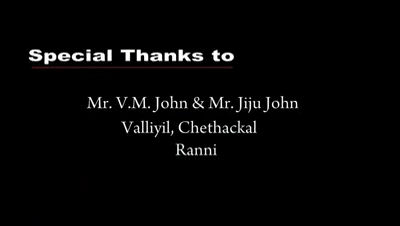 Special Thanks to
Mr. V.M. John & Mr. Jiju John
Valliyil, Chethackal
Ranni